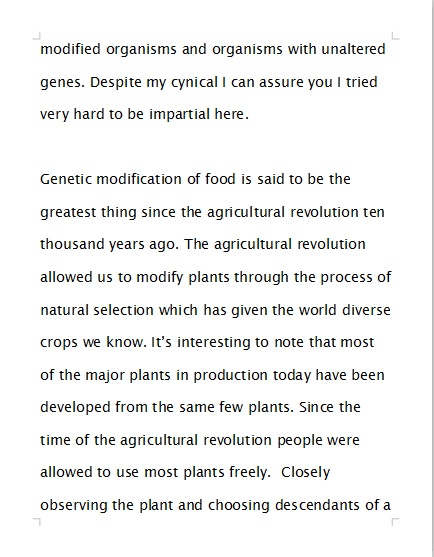 modified organisms and organisms with unaltered
genes. Despite my cynical I can assure you I tried
very hard to be impartial here.
Genetic modification of food is said to be the
greatest thing since the agricultural revolution ten
thousand years ago. The agricultural revolution
allowed us to modify plants through the process of
natural selection which has given the world diverse
crops we know. It’s interesting to note that most
of the major plants in production today have been
developed from the same few plants. Since the
time of the agricultural revolution people were
allowed to use most plants freely.  Closely
observing the plant and choosing descendants of a